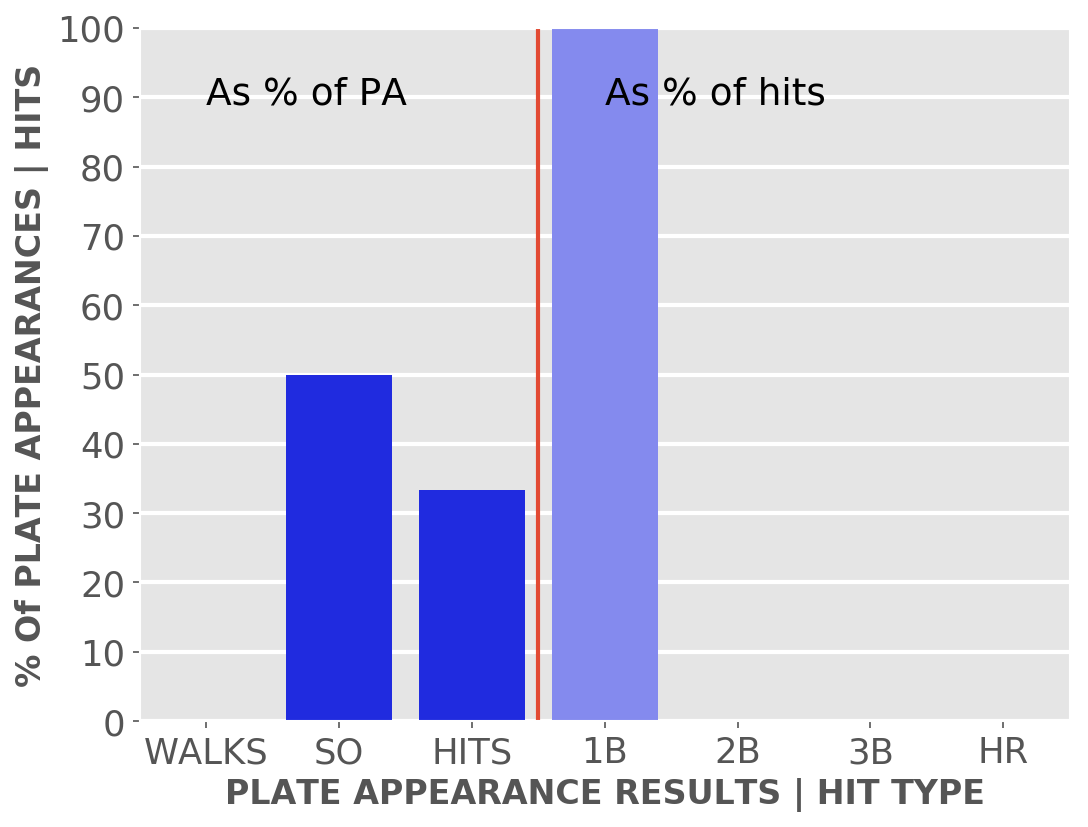 % Of PLATE APPEARANCES | HITS
100
90
80
70
60
50
40
30
20
10
0
As % of PA
As % of hits
WALKS SO HITS 1B 2B 3B HR
PLATE APPEARANCE RESULTS | HIT TYPE